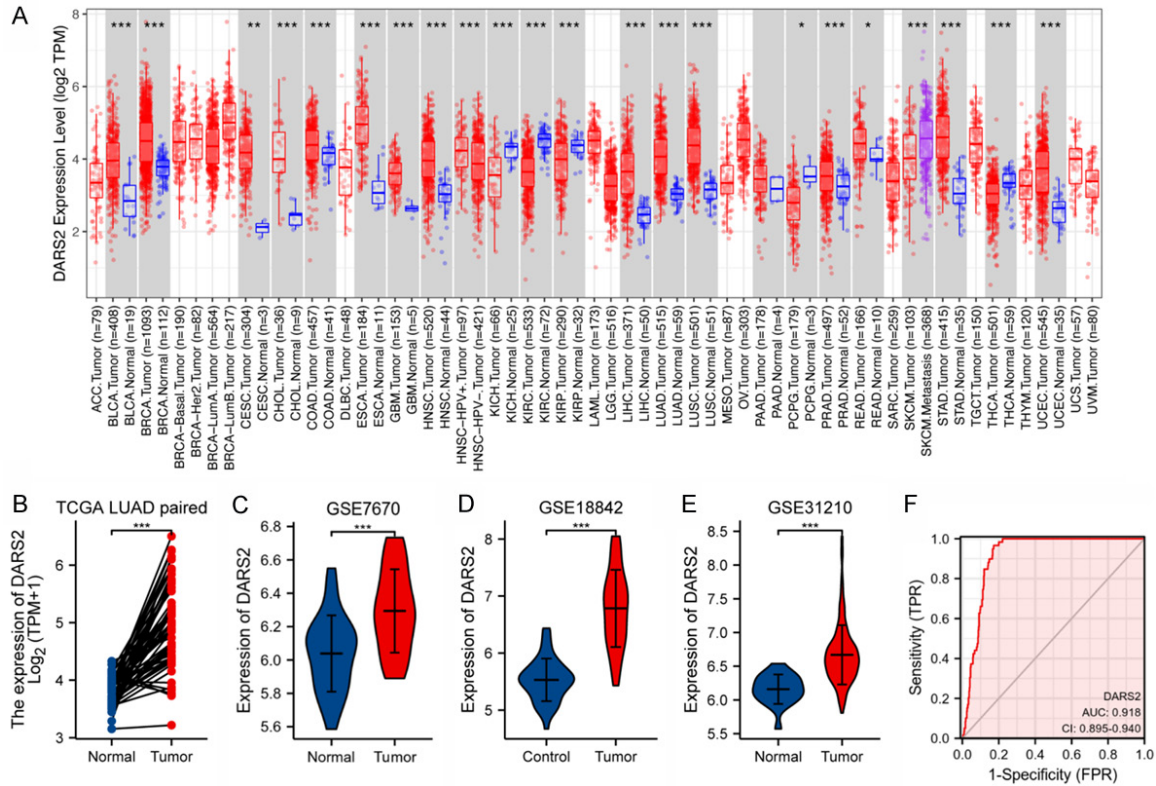 A
DARS2 Expression Level (log2 TPM)
8
6
4
2
*** *** ** *** *** *** *** *** *** *** *** *** *** *** *** * *** * *** *** *** ***
ACC.Tumor (n=79)
BLCA.Tumor (n=408)
BLCA.Normal (n=19)
BRCA.Tumor (n=1093)
BRCA.Normal (n=112)
BRCA-Basal.Tumor (n=190)
BRCA-Her2.Tumor (n=82)
BRCA-LumA.Tumor (n=564)
BRCA-LumB.Tumor (n=217)
CESC.Tumor (n=304)
CESC.Normal (n=3)
CHOL.Tumor (n=36)
CHOL.Normal (n=9)
COAD.Tumor (n=457)
COAD.Normal (n=41)
DLBC.Tumor (n=48)
ESCA.Tumor (n=184)
ESCA.Normal (n=11)
GBM.Tumor (n=153)
GBM.Normal (n=5)
HNSC.Tumor (n=520)
HNSC.Normal (n=44)
HNSC-HPV+.Tumor (n=97)
HNSC-HPV-.Tumor (n=421)
KICH.Tumor (n=66)
KICH.Normal (n=25)
KIRC.Tumor (n=533)
KIRC.Normal (n=72)
KIRP.Tumor (n=290)
KIRP.Normal (n=32)
LAML.Tumor (n=173)
LGG.Tumor (n=516)
LIHC.Tumor (n=371)
LIHC.Normal (n=50)
LUAD.Tumor (n=515)
LUAD.Normal (n=59)
LUSC.Tumor (n=501)
LUSC.Normal (n=51)
MESO.Tumor (n=87)
OV.Tumor (n=303)
PAAD.Tumor (n=178)
PAAD.Normal (n=4)
PCPG.Tumor (n=179)
PCPG.Normal (n=3)
PRAD.Tumor (n=497)
PRAD.Normal (n=52)
READ.Tumor (n=166)
READ.Normal (n=10)
SARC.Tumor (n=259)
SKCM.Tumor (n=103)
SKCM.Metastasis (n=368)
STAD.Tumor (n=415)
STAD.Normal (n=35)
TGCT.Tumor (n=150)
THCA.Tumor (n=501)
THCA.Normal (n=59)
THYM.Tumor (n=120)
UCEC.Tumor (n=545)
UCEC.Normal (n=35)
UCS.Tumor (n=57)
UVM.Tumor (n=80)
B
TCGA LUAD paired
***
The expression of DARS2
Log2 (TPM+1)
6
5
4
3
Normal Tumor
C
GSE7670
***
Expression of DARS2
6.8
6.6
6.4
6.2
6.0
5.8
5.6
Normal Tumor
D
GSE18842
***
Expression of DARS2
8
7
6
5
Control Tumor
E
GSE31210
***
Expression of DARS2
8.5
8.0
7.5
7.0
6.5
6.0
5.5
Normal Tumor
F
Sensitivity (TPR)
1.0
0.8
0.6
0.4
0.2
0.0
DARS2
AUC: 0.918
CI: 0.895-0.940
0.0 0.2 0.4 0.6 0.8 1.0
1-Specificity (FPR)